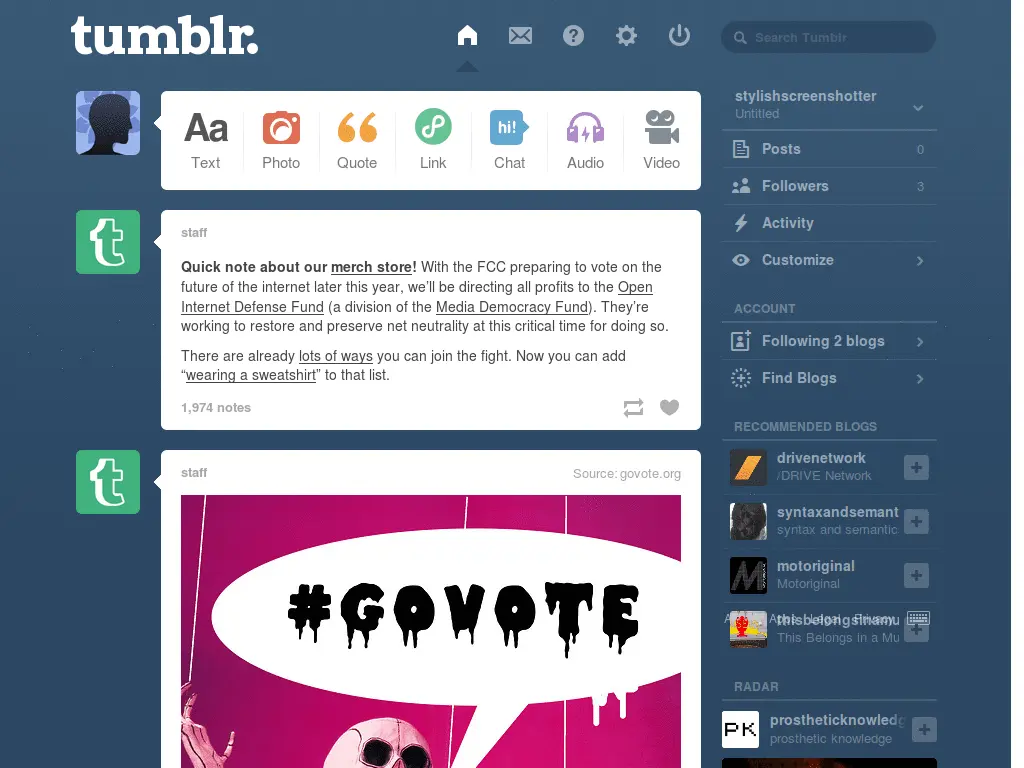 tumblr.
Search Tumblr
Aa
hi!
Text
Photo
Quote
Link
Chat
Audio
Video
staff
Quick note about our merch store! With the FCC preparing to vote on the
future of the internet later this year, we’ll be directing all profits to the Open
Internet Defense Fund (a division of the Media Democracy Fund). They’re
working to restore and preserve net neutrality at this critical time for doing so.
There are already lots of ways you can join the fight. Now you can add
“wearing a sweatshirt” to that list.
1,974 notes
staff
Source: govote.org
#GOVOTE
stylishscreenshotter
Untitled
Posts 0
Followers 3
Activity
Customize
ACCOUNT
Following 2 blogs
Find Blogs
RECOMMENDED BLOGS
drivenetwork
/DRIVE Network
syntaxandsemant
syntax and semantic
motoriginal
Motoriginal
Legal Privacy
This Belongs in a Mu
RADAR
prostheticknowledg
prosthetic knowledge
PK